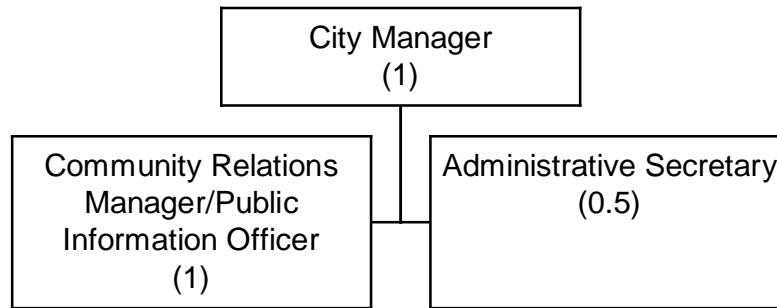 City Manager
(1)
Community Relations
Manager/Public
Information Officer
(1)
Administrative Secretary
(0.5)